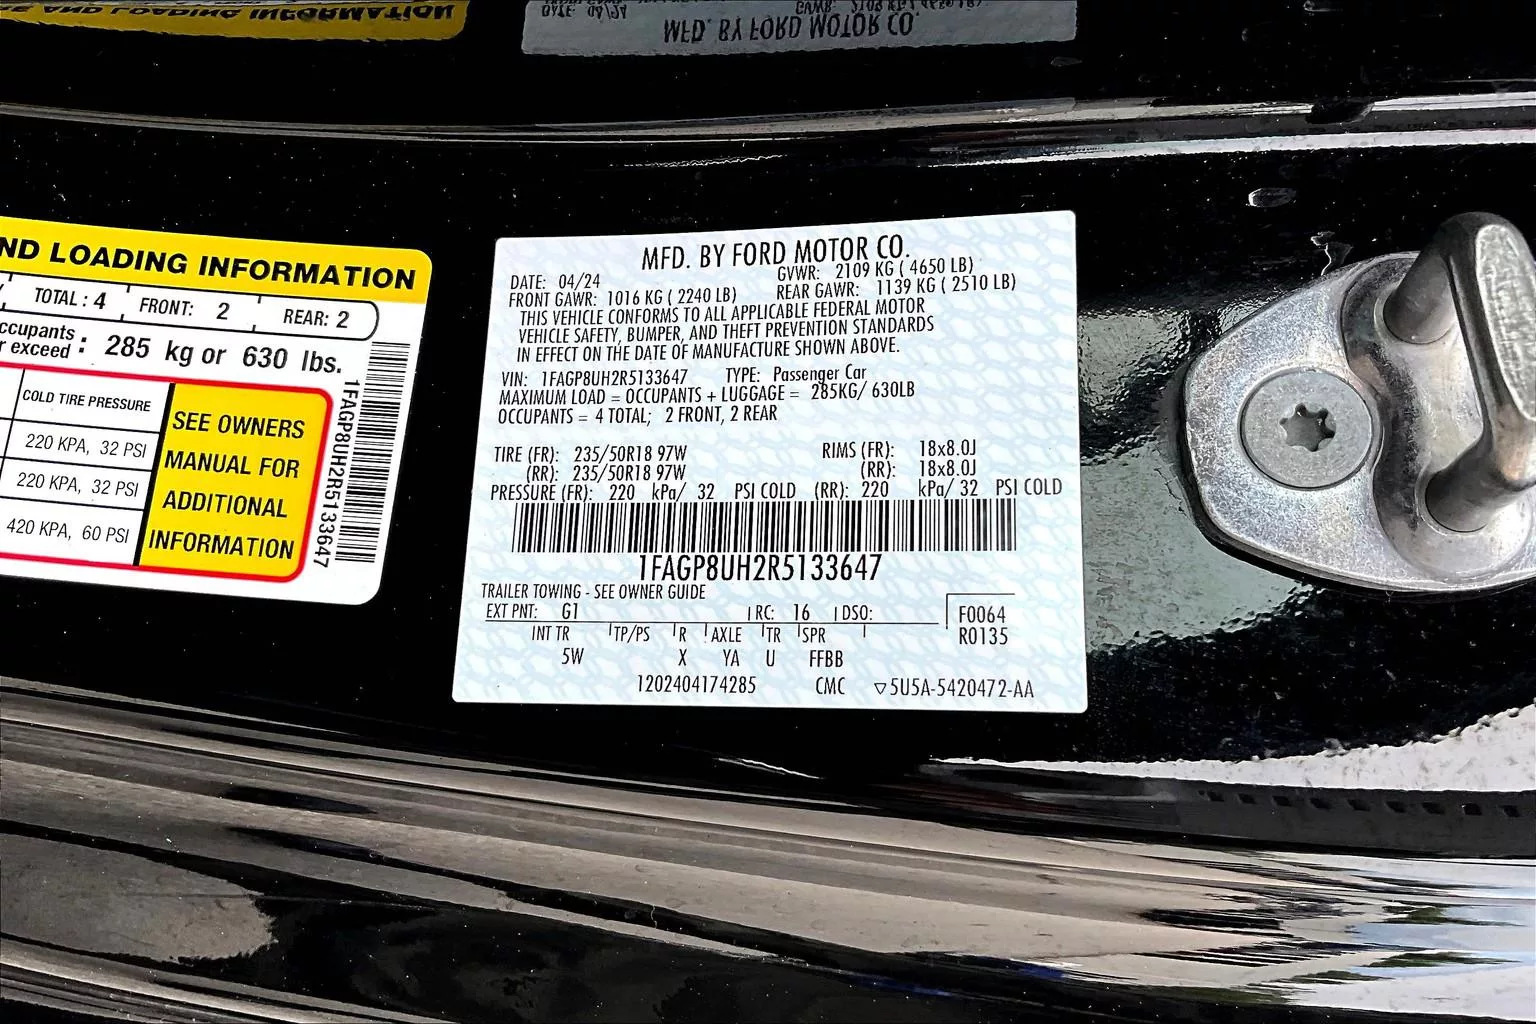 ND LOADING INFORMATION
TOTAL: 4 FRONT: 2 REAR: 2
ccupants
r exceed : 285 kg or 630 lbs.
COLD TIRE PRESSURE
220 KPA, 32 PSI
220 KPA, 32 PSI
420 KPA, 60 PSI
SEE OWNERS
MANUAL FOR
ADDITIONAL
INFORMATION
1FAGP8UH2R5133647
MFD. BY FORD MOTOR CO.
DATE: 04/24 GVWR: 2109 KG ( 4650 LB)
FRONT GAWR: 1016 KG ( 2240 LB) REAR GAWR: 1139 KG ( 2510 LB)
THIS VEHICLE CONFORMS TO ALL APPLICABLE FEDERAL MOTOR
VEHICLE SAFETY, BUMPER, AND THEFT PREVENTION STANDARDS
IN EFFECT ON THE DATE OF MANUFACTURE SHOWN ABOVE.
VIN: 1FAGP8UH2R5133647 TYPE: Passenger Car
MAXIMUM LOAD = OCCUPANTS + LUGGAGE = 285KG/ 630LB
OCCUPANTS = 4 TOTAL; 2 FRONT, 2 REAR
TIRE (FR): 235/50R18 97W RIMS (FR): 18x8.0J
(RR): 235/50R18 97W (RR): 18x8.0J
PRESSURE (FR): 220 kPa/ 32 PSI COLD (RR): 220 kPa/ 32 PSI COLD
1FAGP8UH2R5133647
TRAILER TOWING - SEE OWNER GUIDE
EXT PNT: G1 RC: 16 DSO: F0064
INT TR TP/PS R AXLE TR SPR R0135
5W X YA U FFBB
1202404174285 CMC ▽5U5A-5420472-AA